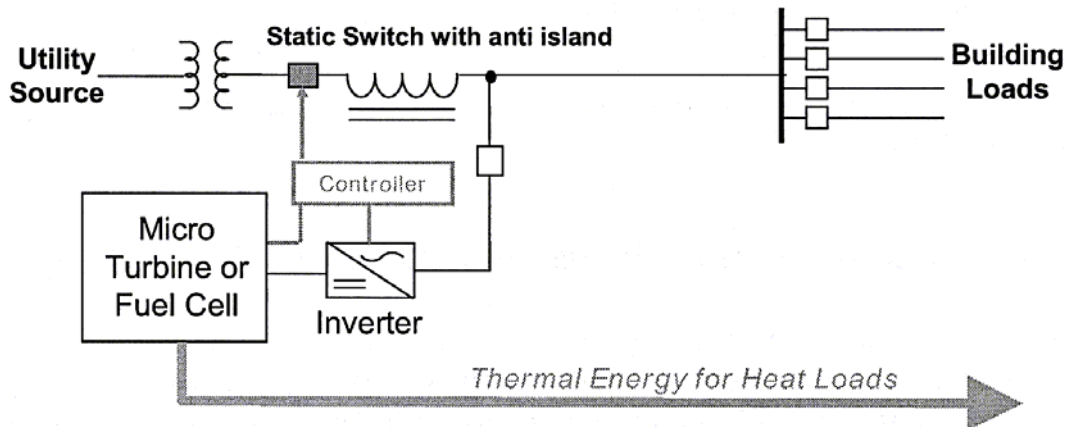 Static Switch with anti island
Utility
Source
Building
Loads
Controller
Micro
Turbine or
Fuel Cell
Inverter
Thermal Energy for Heat Loads